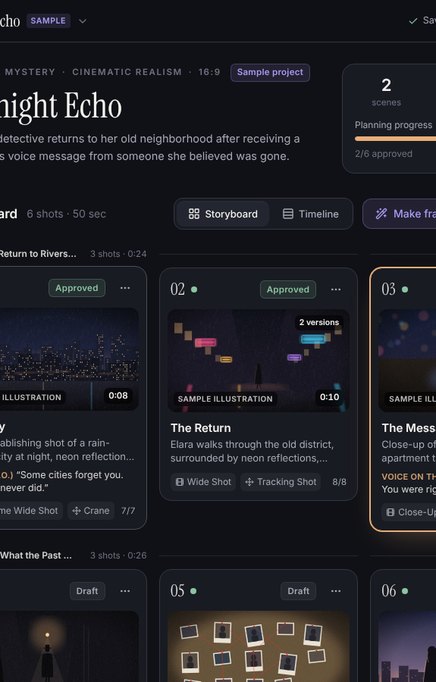 cho SAMPLE Sa
MYSTERY · CINEMATIC REALISM · 16:9 Sample project
night Echo
detective returns to her old neighborhood after receiving a
s voice message from someone she believed was gone.
2
scenes
Planning progress
2/6 approved
ard 6 shots · 50 sec
Storyboard
Timeline
Make fra
Return to Rivers… 3 shots · 0:24
Approved
ILLUSTRATION 0:08
y
ablishing shot of a rain-
city at night, neon reflection…
.O.) “Some cities forget you.
never did.”
me Wide Shot Crane 7/7
02 Approved
2 versions
SAMPLE ILLUSTRATION 0:10
The Return
Elara walks through the old district,
surrounded by neon reflections,…
Wide Shot Tracking Shot 8/8
03
SAMPLE ILL
The Mess
Close-up of
apartment t
VOICE ON TH
You were rig
Close-Up
What the Past … 3 shots · 0:26
Draft
05 Draft
06